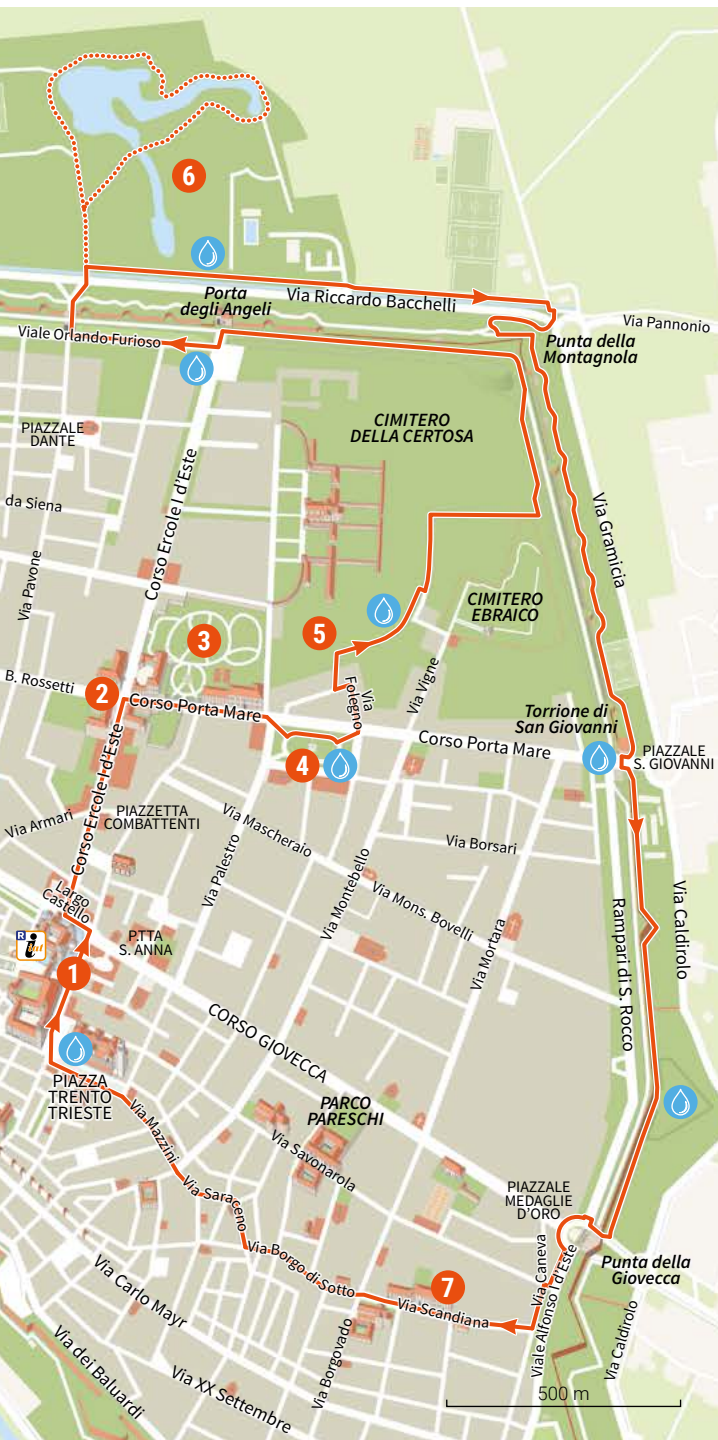 6
Porta
degli Angeli
Via Riccardo Bacchelli
Via Pannonio
Viale Orlando Furioso
Punta della
Montagnola
CIMITERO
DELLA CERTOSA
PIAZZALE
DANTE
da Siena
Corso Ercole I d'Este
Via Gramicia
Via Pavone
CIMITERO
EBRAICO
3
5
B. Rossetti
2
Corso Porta Mare
Via
Folegno
Via Vigne
Torrione di
San Giovanni
Corso Porta Mare
PIAZZALE
S. GIOVANNI
4
Corso Ercole I d'Este
Via Armari
PIAZZETTA
COMBATTENTI
Via Palestro
Via Mascheraio
Via Montebello
Via Borsari
Via Mons. Bovelli
Via Mortara
Via Caldirolo
Largo
Castello
R
P.TTA
S. ANNA
1
Rampari di S. Rocco
CORSO GIOVECCA
PIAZZA
TRENTO
TRIESTE
PARCO
PARESCHI
Via Mazzini
Via Savonarola
Via Saraceno
PIAZZALE
MEDAGLIE
D'ORO
Via Borgo di Sotto
Via Caneva
Viale Alfonso I d'Este
Punta della
Giovecca
7
Via Scandiana
Via Carlo Mayr
Via Borgovado
Via Caldirolo
Via dei Baluardi
Via XX Settembre
500 m